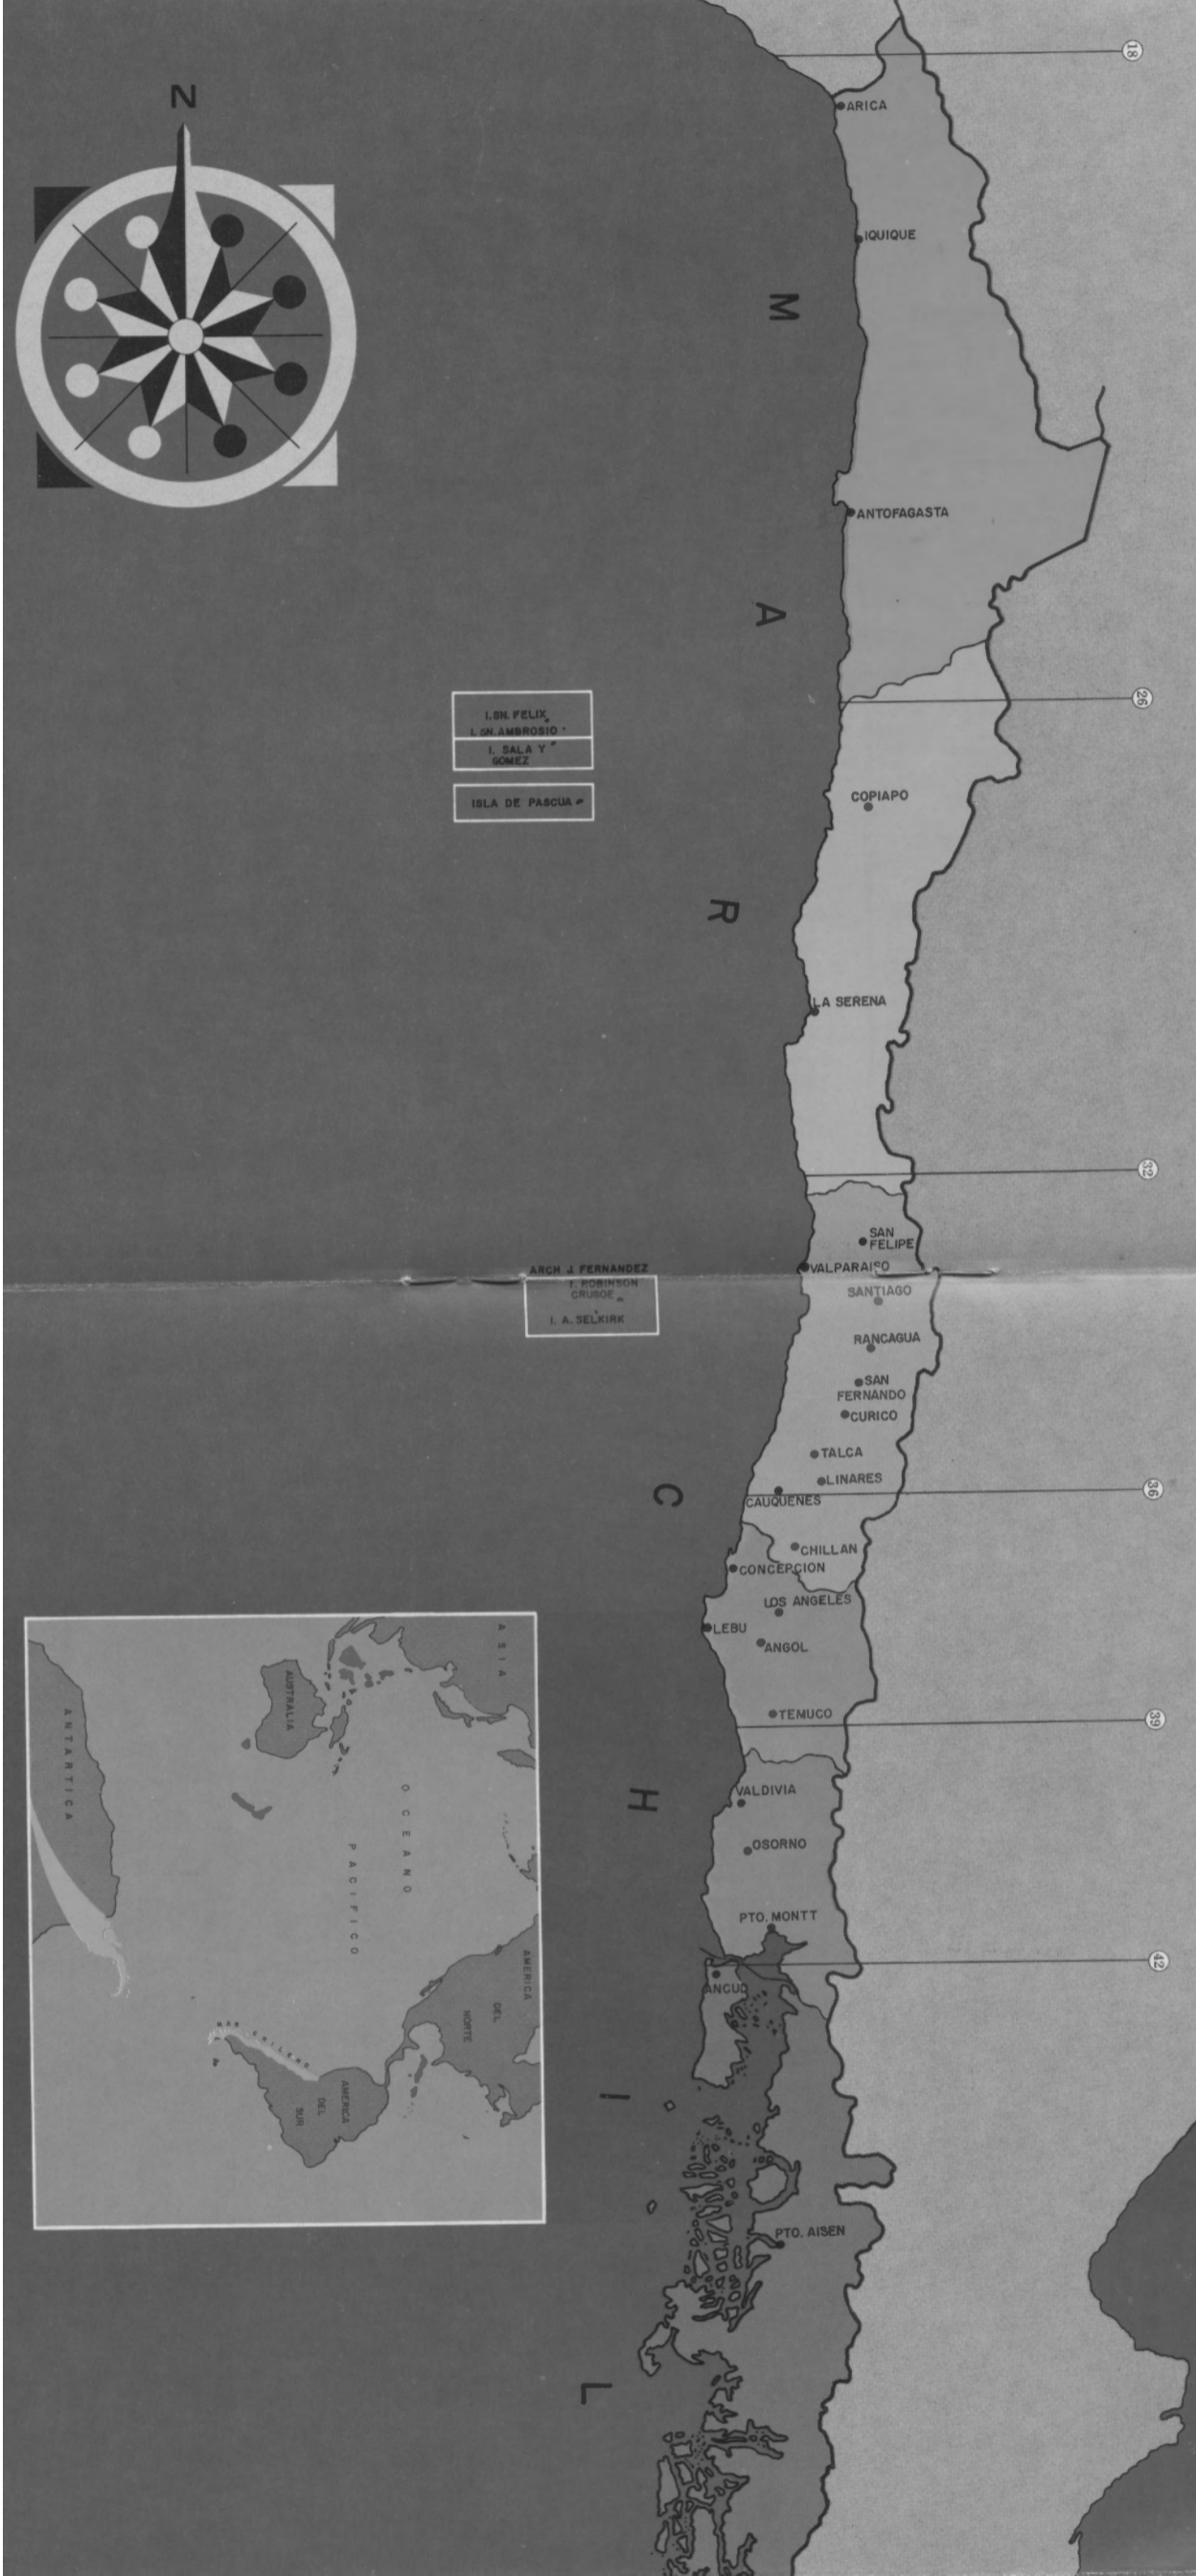 18
N
ARICA
IQUIQUE
M
ANTOFAGASTA
A
I. SN. FELIX
I. SN. AMBROSIO
I. SALA Y
GOMEZ
26
ISLA DE PASCUA
COPIAPO
R
LA SERENA
32
SAN
FELIPE
ARCH J. FERNANDEZ
VALPARAISO
I. ROBINSON
CRUSOE
SANTIAGO
I. A. SELKIRK
RANCAGUA
SAN
FERNANDO
CURICO
TALCA
LINARES
36
C
CAUQUENES
CHILLAN
CONCEPCION
LOS ANGELES
LEBU
ANGOL
TEMUCO
39
H
VALDIVIA
OSORNO
PTO. MONTT
42
ANCUD
I
PTO. AISEN
L
ASIA
AUSTRALIA
ANTARTICA
OCEANO
PACIFICO
AMERICA
DEL
NORTE
MAR CHILENO
AMERICA
DEL
SUR